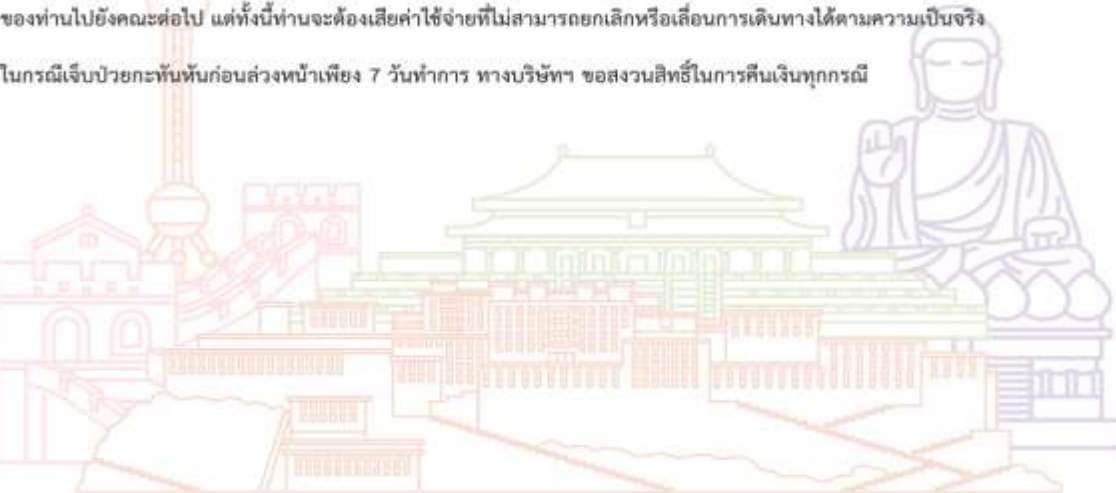 ของท่านไปยังคณะต่อไป แต่ทั้งนี้ท่านจะต้องเสียค่าใช้จ่ายที่ไม่สามารถยกเลิกหรือเลื่อนการเดินทางได้ตามความเป็นจริง
ในกรณีเจ็บป่วยกะทันหันก่อนล่วงหน้าเพียง 7 วันทำการ ทางบริษัทฯ ขอสงวนสิทธิ์ในการคืนเงินทุกกรณี